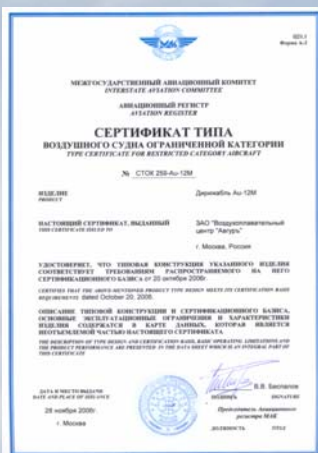 021.1
Форма А-3
МЕЖГОСУДАРСТВЕННЫЙ АВИАЦИОННЫЙ КОМИТЕТ
INTERSTATE AVIATION COMMITTEE
АВИАЦИОННЫЙ РЕГИСТР
AVIATION REGISTER
СЕРТИФИКАТ ТИПА
ВОЗДУШНОГО СУДНА ОГРАНИЧЕННОЙ КАТЕГОРИИ
TYPE CERTIFICATE FOR RESTRICTED CATEGORY AIRCRAFT
№ СТОК 259-Au-12М
ИЗДЕЛИЕ
PRODUCT
Дирижабль Au-12М
НАСТОЯЩИЙ СЕРТИФИКАТ, ВЫДАННЫЙ
THIS CERTIFICATE ISSUED TO
ЗАО "Воздухоплавательный
центр "Авгуръ"
г. Москва, Россия
УДОСТОВЕРЯЕТ, ЧТО ТИПОВАЯ КОНСТРУКЦИЯ УКАЗАННОГО ИЗДЕЛИЯ
СООТВЕТСТВУЕТ ТРЕБОВАНИЯМ РАСПРОСТРАНЯЕМОГО НА НЕГО
СЕРТИФИКАЦИОННОГО БАЗИСА от 20 октября 2006г.
CERTIFIES THAT THE ABOVE-MENTIONED PRODUCT TYPE DESIGN MEETS ITS CERTIFICATION BASIS
requirements dated October 20, 2006.
ОПИСАНИЕ ТИПОВОЙ КОНСТРУКЦИИ И СЕРТИФИКАЦИОННОГО БАЗИСА,
ОСНОВНЫЕ ЭКСПЛУАТАЦИОННЫЕ ОГРАНИЧЕНИЯ И ХАРАКТЕРИСТИКИ
ИЗДЕЛИЯ СОДЕРЖАТСЯ В КАРТЕ ДАННЫХ, КОТОРАЯ ЯВЛЯЕТСЯ
НЕОТЪЕМЛЕМОЙ ЧАСТЬЮ НАСТОЯЩЕГО СЕРТИФИКАТА
THE DESCRIPTION OF TYPE DESIGN AND CERTIFICATION BASIS, BASIC OPERATING LIMITATIONS AND
THE PRODUCT PERFORMANCE ARE PRESENTED IN THE DATA SHEET WHICH IS AN INTEGRAL PART OF
THIS CERTIFICATE
ДАТА И МЕСТО ВЫДАЧИ
DATE AND PLACE OF ISSUANCE
В.В. Беспалов
ПОДПИСЬ SIGNATURE
28 ноября 2006г.
г. Москва
Председатель Авиационного
регистра МАК
ДОЛЖНОСТЬ TITLE